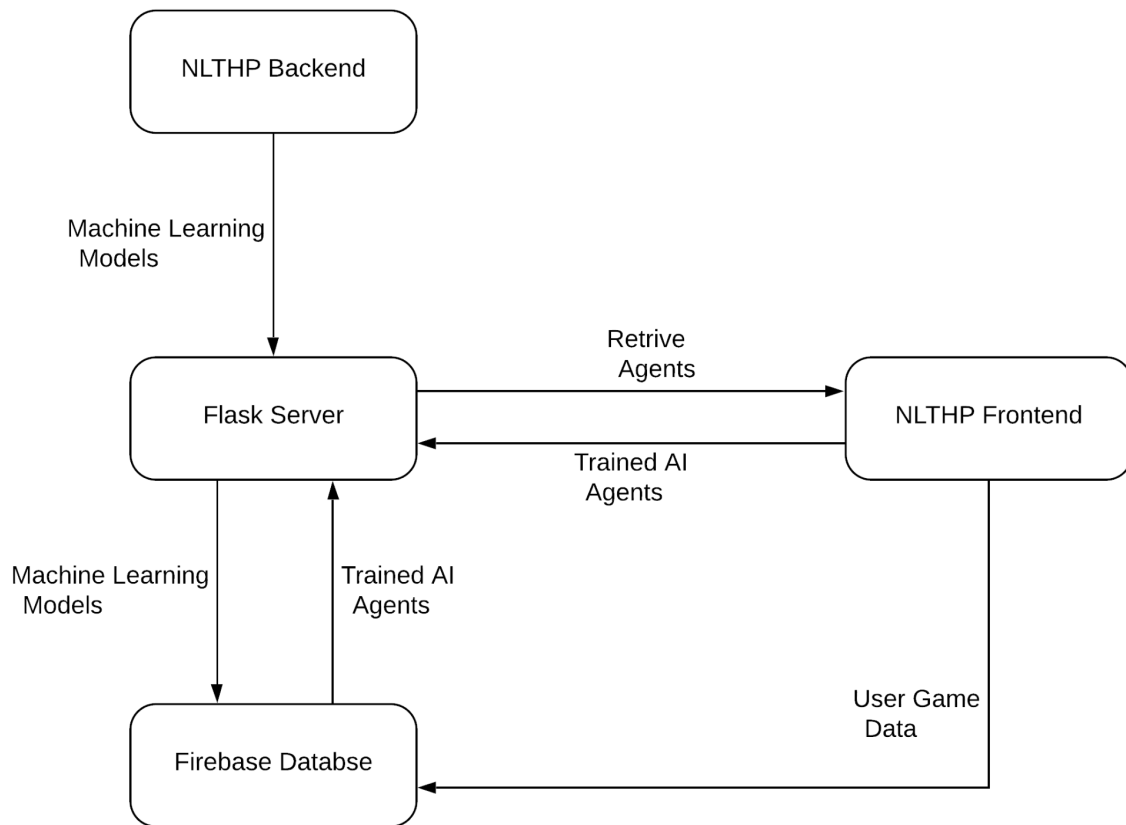 NLTHP Backend
Machine Learning
Models
Retrive
Agents
Flask Server
NLTHP Frontend
Trained AI
Agents
Machine Learning
Models
Trained AI
Agents
User Game
Data
Firebase Databse